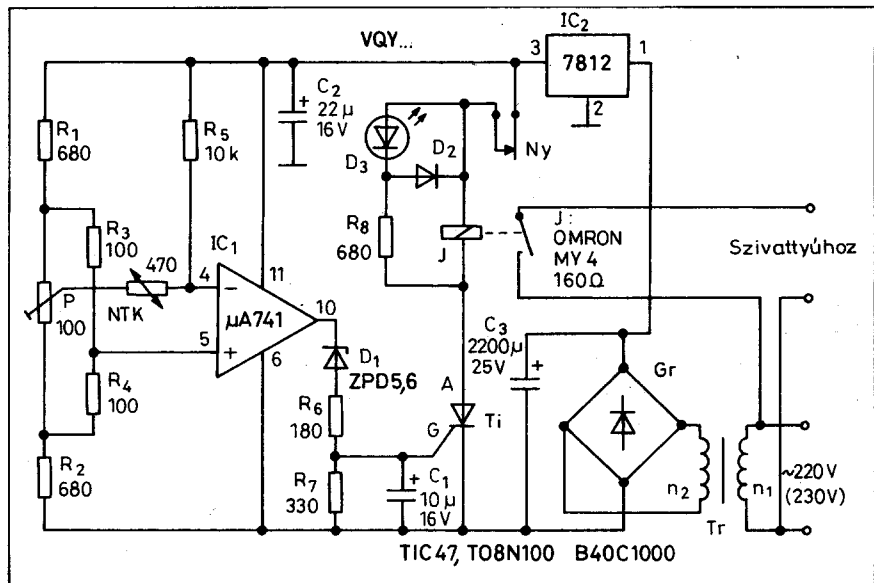 VQY...
IC2
3
7812
1
2
C2
+
22µ
16V
R1
680
R5
10k
D3
D2
Ny
R3
100
IC1
R8
680
J
J:
OMRON
MY 4
160Ω
Szivattyúhoz
470
4
−
11
P
100
NTK
µA741
10
5
+
6
D1
ZPD5,6
C3
2200µ
25V
+
Gr
R4
100
R6
180
A
G
Ti
R2
680
R7
330
C1
+
10µ
16V
n2
n1
Tr
~220V
(230V)
TIC47, TO8N100 B40C1000